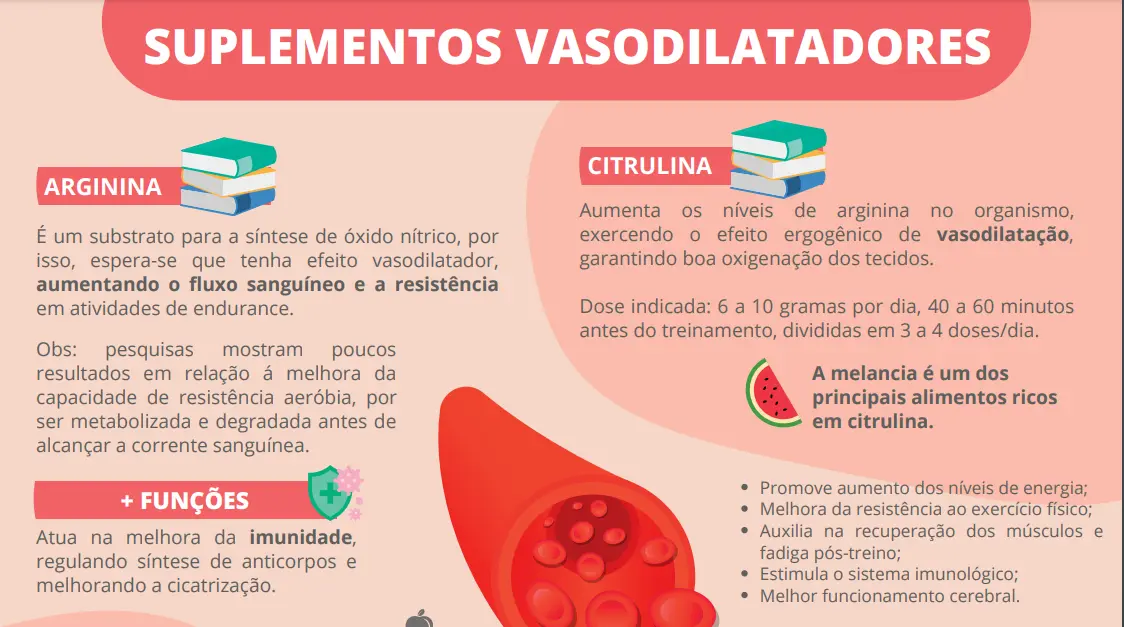 SUPLEMENTOS VASODILATADORES
ARGININA
É um substrato para a síntese de óxido nítrico, por
isso, espera-se que tenha efeito vasodilatador,
aumentando o fluxo sanguíneo e a resistência
em atividades de endurance.
Obs: pesquisas mostram poucos
resultados em relação á melhora da
capacidade de resistência aeróbia, por
ser metabolizada e degradada antes de
alcançar a corrente sanguínea.
+ FUNÇÕES
Atua na melhora da imunidade,
regulando síntese de anticorpos e
melhorando a cicatrização.
CITRULINA
Aumenta os níveis de arginina no organismo,
exercendo o efeito ergogênico de vasodilatação,
garantindo boa oxigenação dos tecidos.
Dose indicada: 6 a 10 gramas por dia, 40 a 60 minutos
antes do treinamento, divididas em 3 a 4 doses/dia.
A melancia é um dos
principais alimentos ricos
em citrulina.
• Promove aumento dos níveis de energia;
• Melhora da resistência ao exercício físico;
• Auxilia na recuperação dos músculos e
fadiga pós-treino;
• Estimula o sistema imunológico;
• Melhor funcionamento cerebral.